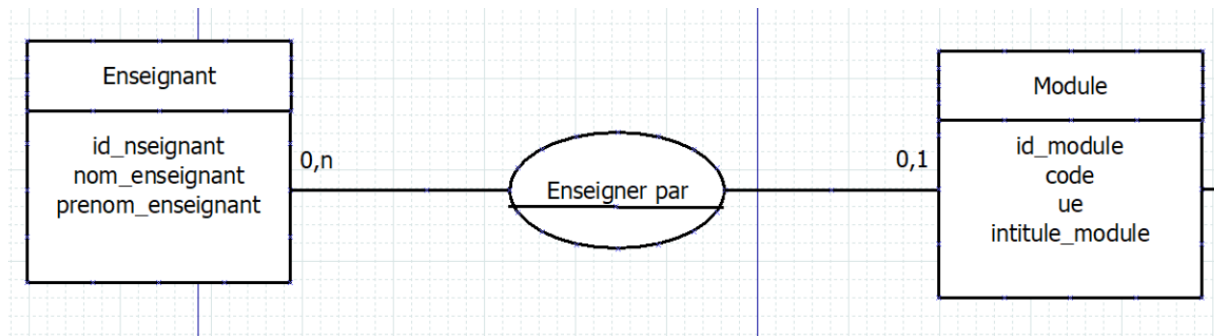 Enseignant
id_nseignant
nom_enseignant
prenom_enseignant
0,n
Enseigner par
0,1
Module
id_module
code
ue
intitule_module